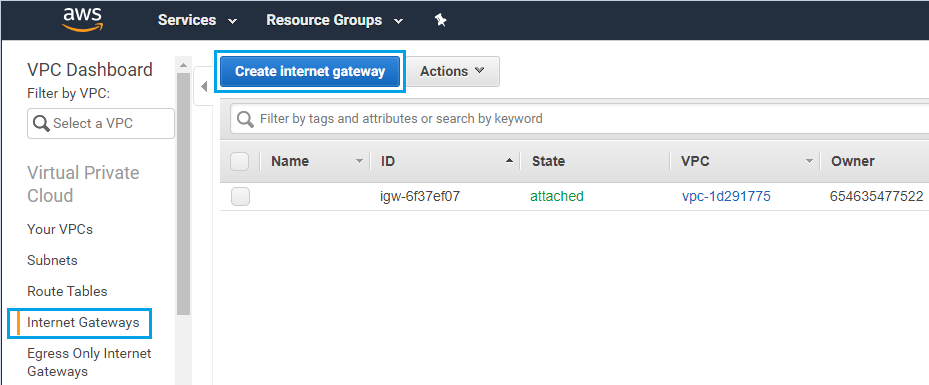 aws Services Resource Groups
VPC Dashboard
Filter by VPC:
Select a VPC
Virtual Private
Cloud
Your VPCs
Subnets
Route Tables
Internet Gateways
Egress Only Internet
Gateways
Create internet gateway Actions
Filter by tags and attributes or search by keyword
Name ID State VPC Owner
igw-6f37ef07 attached vpc-1d291775 654635477522